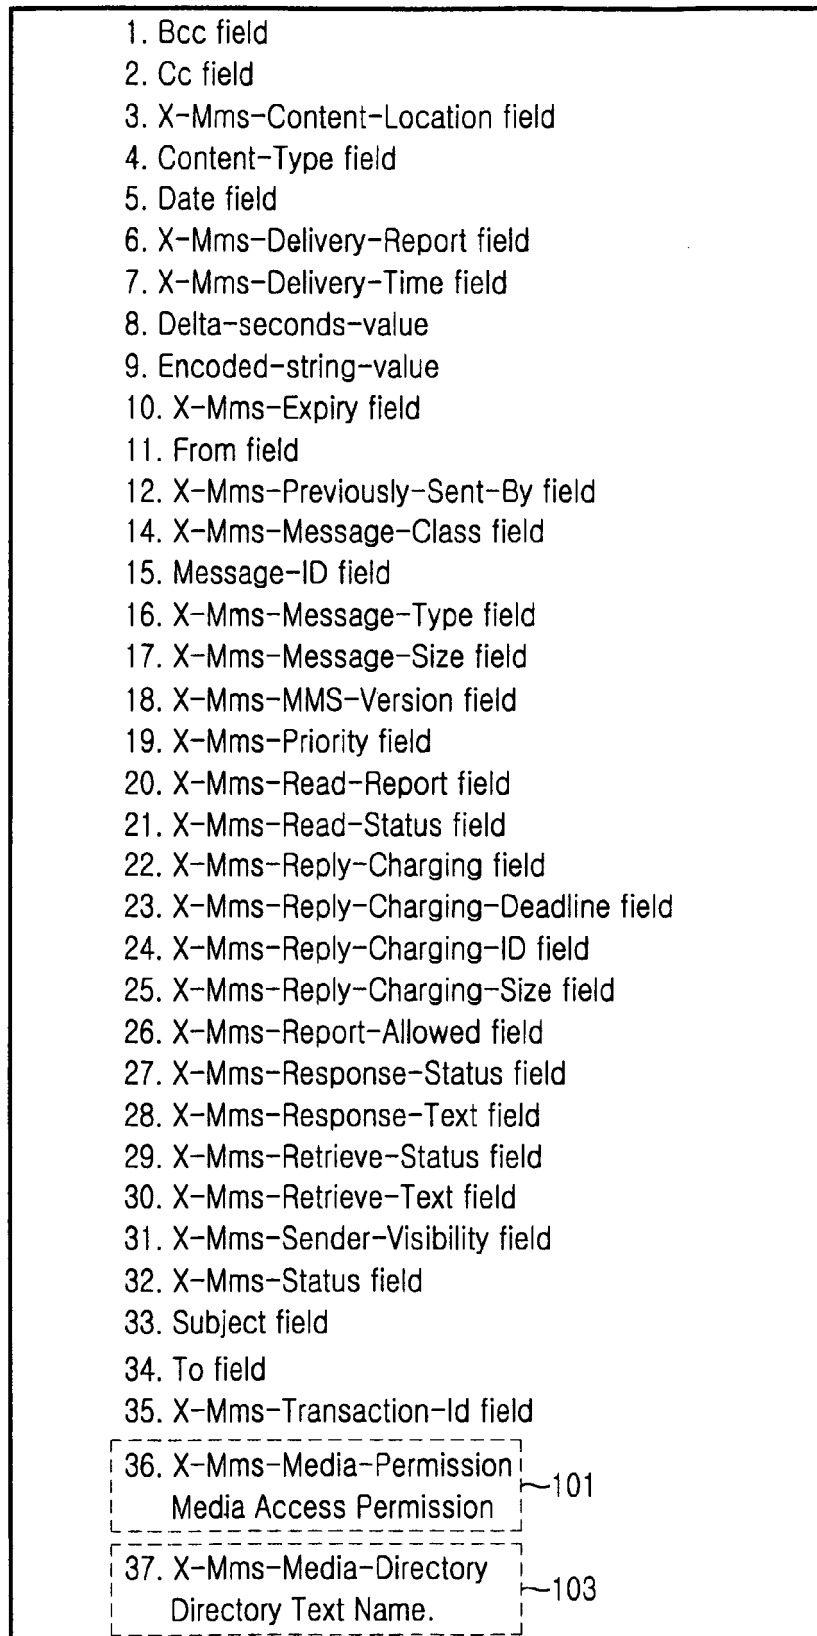 1. Bcc field
2. Cc field
3. X-Mms-Content-Location field
4. Content-Type field
5. Date field
6. X-Mms-Delivery-Report field
7. X-Mms-Delivery-Time field
8. Delta-seconds-value
9. Encoded-string-value
10. X-Mms-Expiry field
11. From field
12. X-Mms-Previously-Sent-By field
14. X-Mms-Message-Class field
15. Message-ID field
16. X-Mms-Message-Type field
17. X-Mms-Message-Size field
18. X-Mms-MMS-Version field
19. X-Mms-Priority field
20. X-Mms-Read-Report field
21. X-Mms-Read-Status field
22. X-Mms-Reply-Charging field
23. X-Mms-Reply-Charging-Deadline field
24. X-Mms-Reply-Charging-ID field
25. X-Mms-Reply-Charging-Size field
26. X-Mms-Report-Allowed field
27. X-Mms-Response-Status field
28. X-Mms-Response-Text field
29. X-Mms-Retrieve-Status field
30. X-Mms-Retrieve-Text field
31. X-Mms-Sender-Visibility field
32. X-Mms-Status field
33. Subject field
34. To field
35. X-Mms-Transaction-Id field
36. X-Mms-Media-Permission
Media Access Permission
101
37. X-Mms-Media-Directory
Directory Text Name.
103